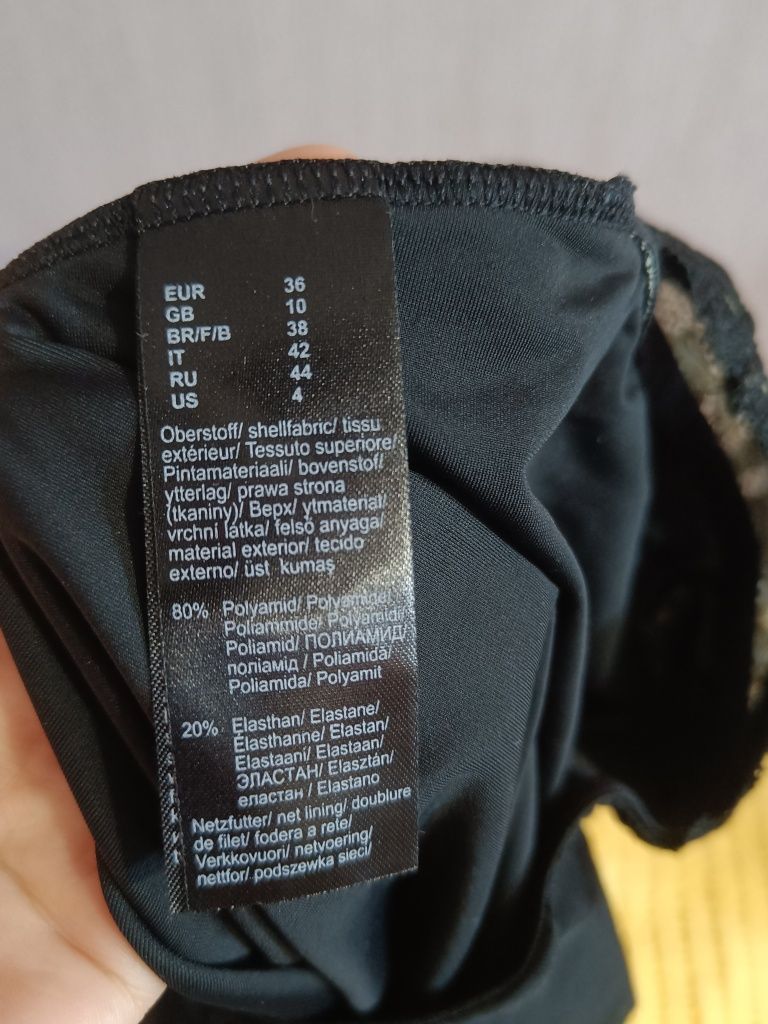 EUR 36
GB 10
BR/F/B 38
IT 42
RU 44
US 4
Oberstoff/ shellfabric/ tissu
extérieur/ Tessuto superiore/
Pintamateriaali/ bovenstof/
ytterlag/ prawa strona
(tkaniny)/ Верх/ ytmaterial/
vrchní látka/ felső anyaga/
material exterior/ tecido
externo/ üst kumaş
80% Polyamid/ Polyamide/
Poliammide/ Polyamidi/
Poliamid/ ПОЛИАМИД/
поліамід / Poliamida/
Poliamida/ Polyamit
20% Elasthan/ Elastane/
Élasthanne/ Elastan/
Elastaani/ Elastaan/
ЭЛАСТАН/ Elasztán/
еластан / Elastano
Netzfutter/ net lining/ doublure
de filet/ fodera a rete/
Verkkovuori/ netvoering/
nettfor/ podszewka sieci/